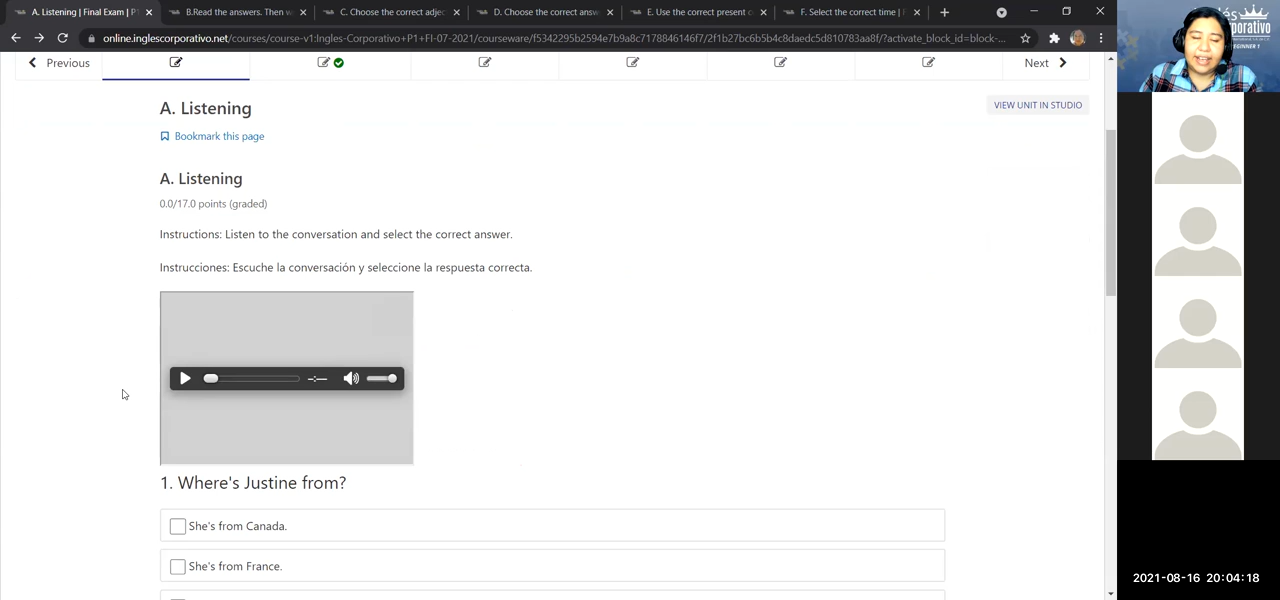 A. Listening | Final Exam | P1
B.Read the answers. Then w
C. Choose the correct adjec
D. Choose the correct answ
E. Use the correct present c
F. Select the correct time | F
online.inglescorporativo.net/courses/course-v1:Ingles-Corporativo+P1+FI-07-2021/courseware/f5342295b2594e7b9a8c7178846146f7/2f1b27bc6b5b4c8daedc5d810783aa8f/?activate_block_id=block-...
Previous
Next
A. Listening
VIEW UNIT IN STUDIO
Bookmark this page
A. Listening
0.0/17.0 points (graded)
Instructions: Listen to the conversation and select the correct answer.
Instrucciones: Escuche la conversación y seleccione la respuesta correcta.
-:--
1. Where's Justine from?
She's from Canada.
She's from France.
2021-08-16 20:04:18